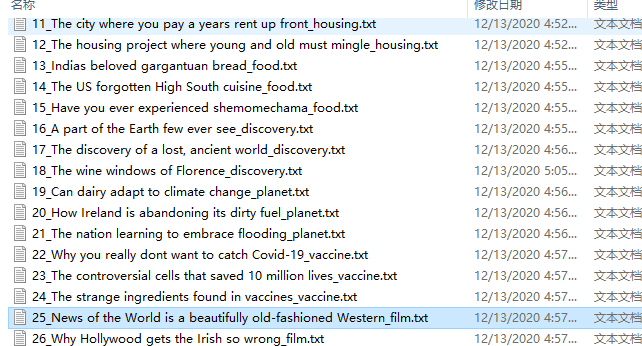 名称 修改日期 类型
11_The city where you pay a years rent up front_housing.txt 12/13/2020 4:52... 文本文档
12_The housing project where young and old must mingle_housing.txt 12/13/2020 4:52... 文本文档
13_Indias beloved gargantuan bread_food.txt 12/13/2020 4:55... 文本文档
14_The US forgotten High South cuisine_food.txt 12/13/2020 4:55... 文本文档
15_Have you ever experienced shemomechama_food.txt 12/13/2020 4:55... 文本文档
16_A part of the Earth few ever see_discovery.txt 12/13/2020 4:55... 文本文档
17_The discovery of a lost, ancient world_discovery.txt 12/13/2020 4:56... 文本文档
18_The wine windows of Florence_discovery.txt 12/13/2020 5:05... 文本文档
19_Can dairy adapt to climate change_planet.txt 12/13/2020 4:56... 文本文档
20_How Ireland is abandoning its dirty fuel_planet.txt 12/13/2020 4:56... 文本文档
21_The nation learning to embrace flooding_planet.txt 12/13/2020 4:56... 文本文档
22_Why you really dont want to catch Covid-19_vaccine.txt 12/13/2020 4:57... 文本文档
23_The controversial cells that saved 10 million lives_vaccine.txt 12/13/2020 4:57... 文本文档
24_The strange ingredients found in vaccines_vaccine.txt 12/13/2020 4:57... 文本文档
25_News of the World is a beautifully old-fashioned Western_film.txt 12/13/2020 4:57... 文本文档
26_Why Hollywood gets the Irish so wrong_film.txt 12/13/2020 4:57... 文本文档